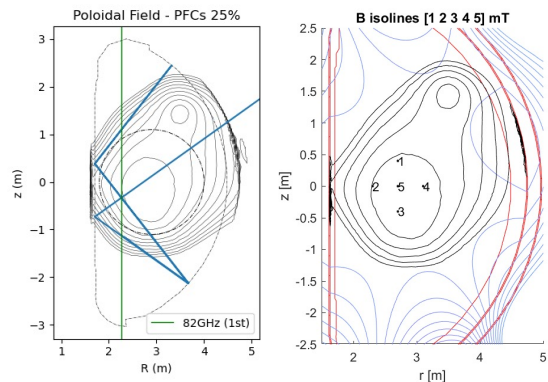 Poloidal Field - PFCs 25%
3
2
1
0
−1
−2
−3
z (m)
1 2 3 4 5
R (m)
82GHz (1st)
B isolines [1 2 3 4 5] mT
2.5
2
1.5
1
0.5
0
-0.5
-1
-1.5
-2
-2.5
z [m]
1
2 5 4
3
2 3 4 5
r [m]